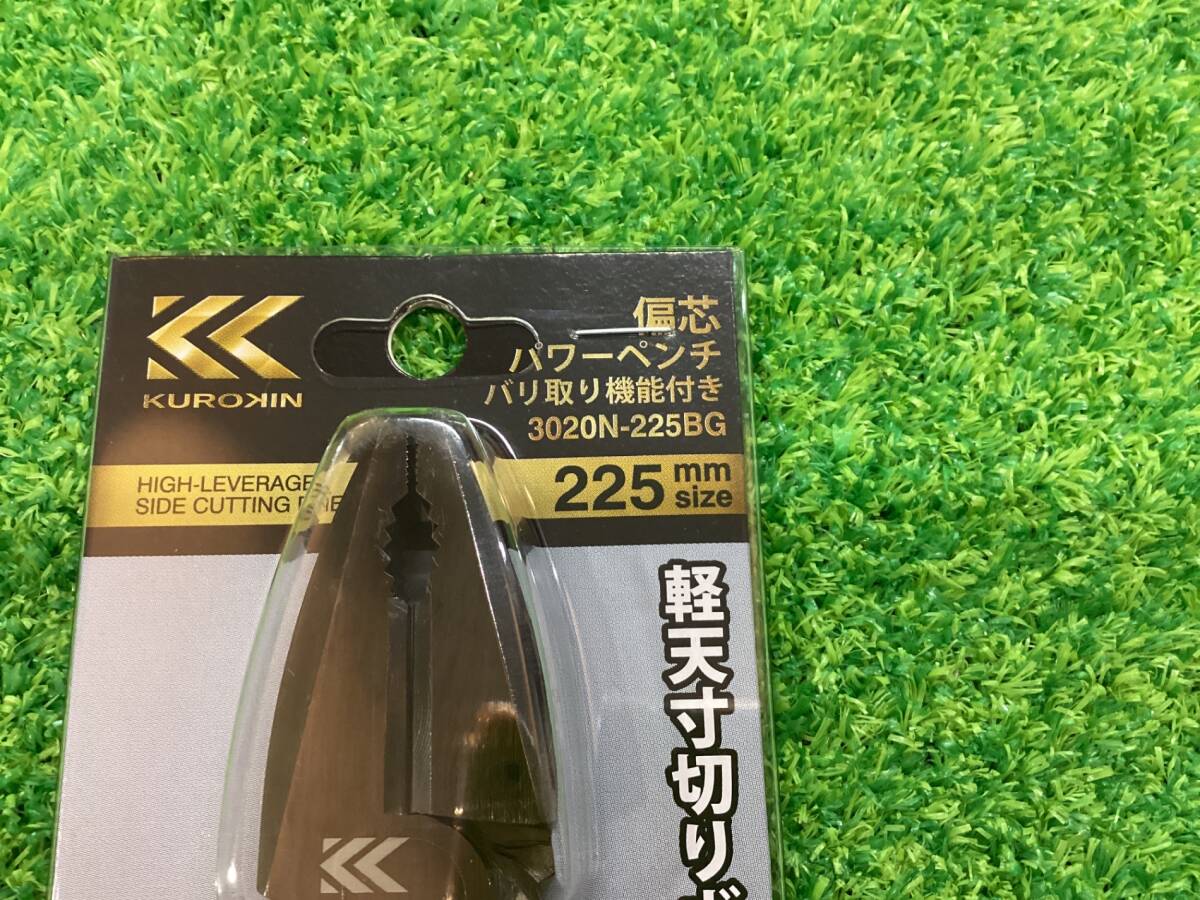 KUROKIN
偏芯
パワーペンチ
バリ取り機能付き
3020N-225BG
HIGH-LEVERAGE
SIDE CUTTING
225 mm size
軽天寸切りボ